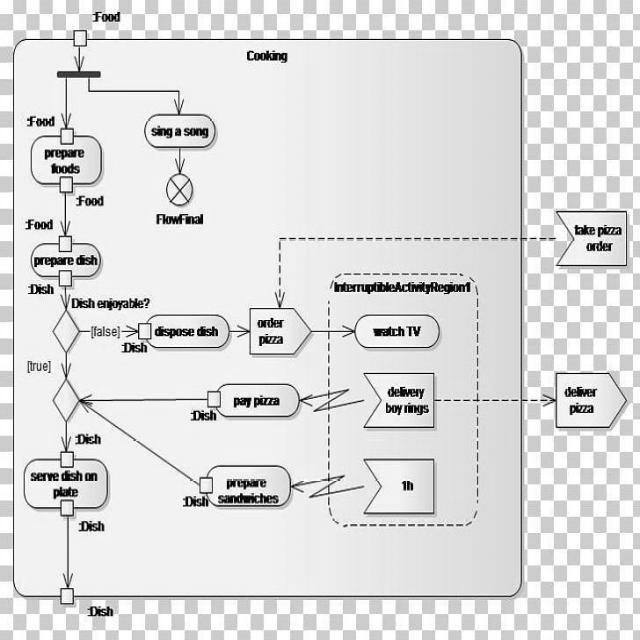 :Food
Cooking
:Food
sing a song
prepare
foods
:Food
FlowFinal
:Food
take pizza
order
prepare dish
:Dish
InterruptibleActivityRegion1
Dish enjoyable?
[false]
dispose dish
order
pizza
watch TV
:Dish
[true]
pay pizza
delivery
boy rings
deliver
pizza
:Dish
:Dish
serve dish on
plate
prepare
sandwiches
1h
:Dish
:Dish
:Dish